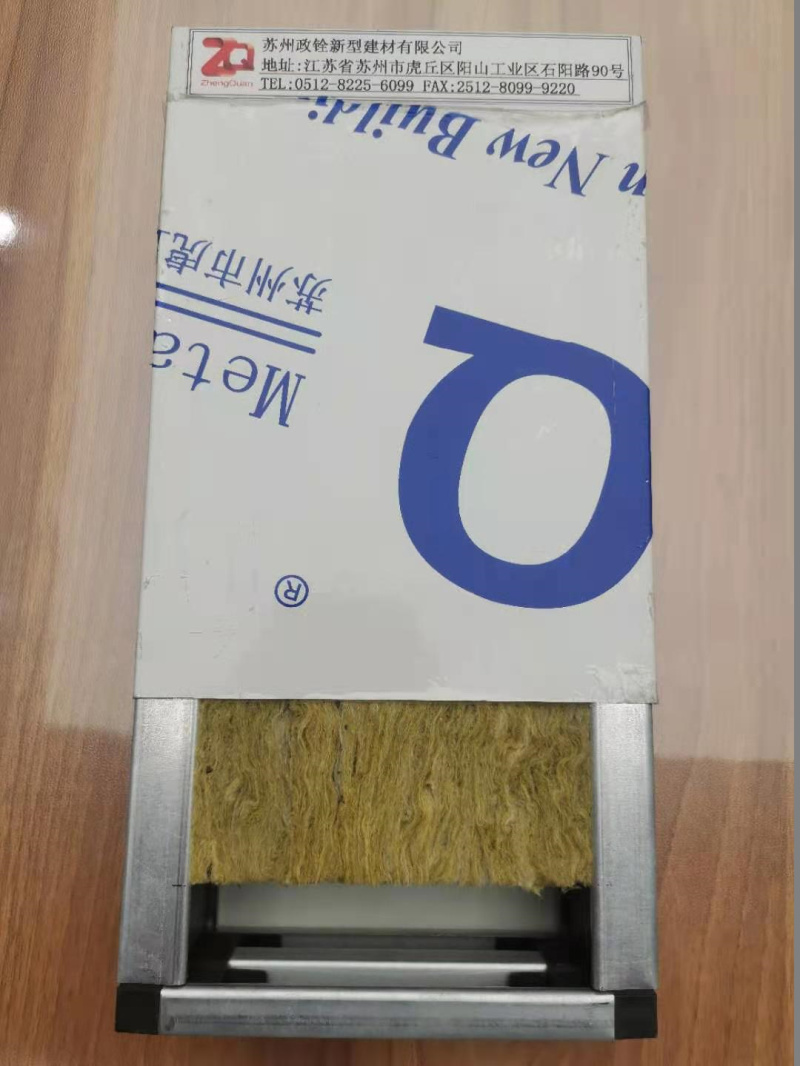 ZQ
ZhengQuan
苏州政铨新型建材有限公司
地址:江苏省苏州市虎丘区阳山工业区石阳路90号
TEL:0512-8225-6099 FAX:2512-8099-9220
n New Buildi
苏州市虎
Meta
Q
®